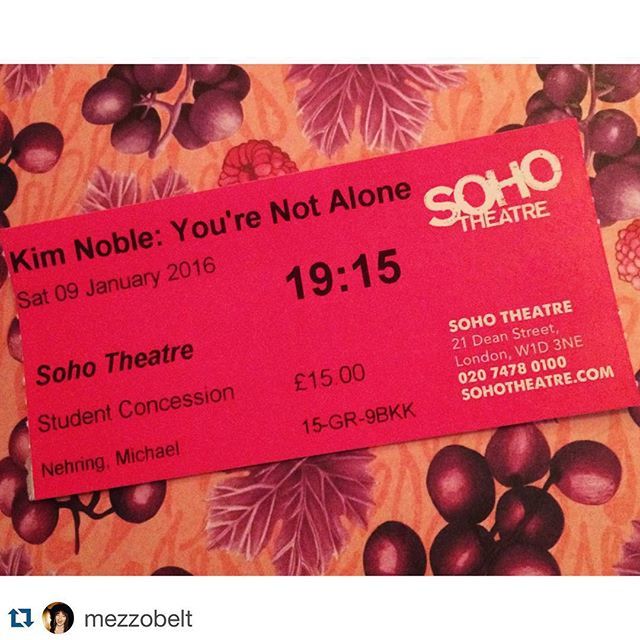 Kim Noble: You're Not Alone
Sat 09 January 2016
19:15
Soho Theatre
Student Concession
£15.00
Nehring, Michael
15-GR-9BKK
SOHO
THEATRE
SOHO THEATRE
21 Dean Street,
London, W1D 3NE
020 7478 0100
SOHOTHEATRE.COM
mezzobelt